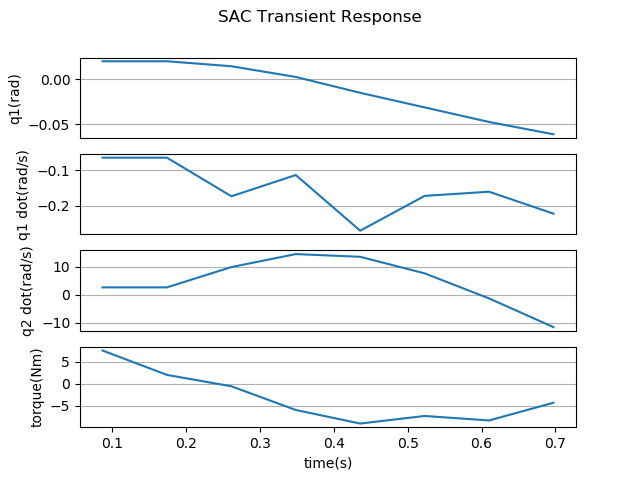 SAC Transient Response
0.00
−0.05
q1(rad)
−0.1
−0.2
q1 dot(rad/s)
10
0
−10
q2 dot(rad/s)
5
0
−5
torque(Nm)
0.1 0.2 0.3 0.4 0.5 0.6 0.7
time(s)